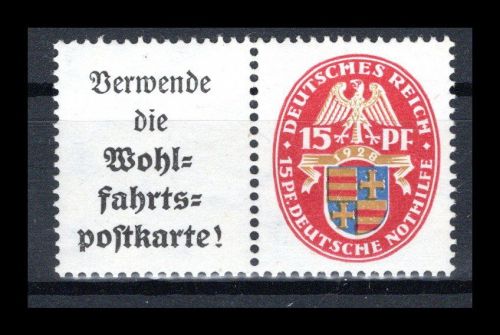 Verwende
die
Wohl=
fahrts=
postkarte!
DEUTSCHES REICH
15 PF
1928
15 PF. DEUTSCHE NOTHILFE